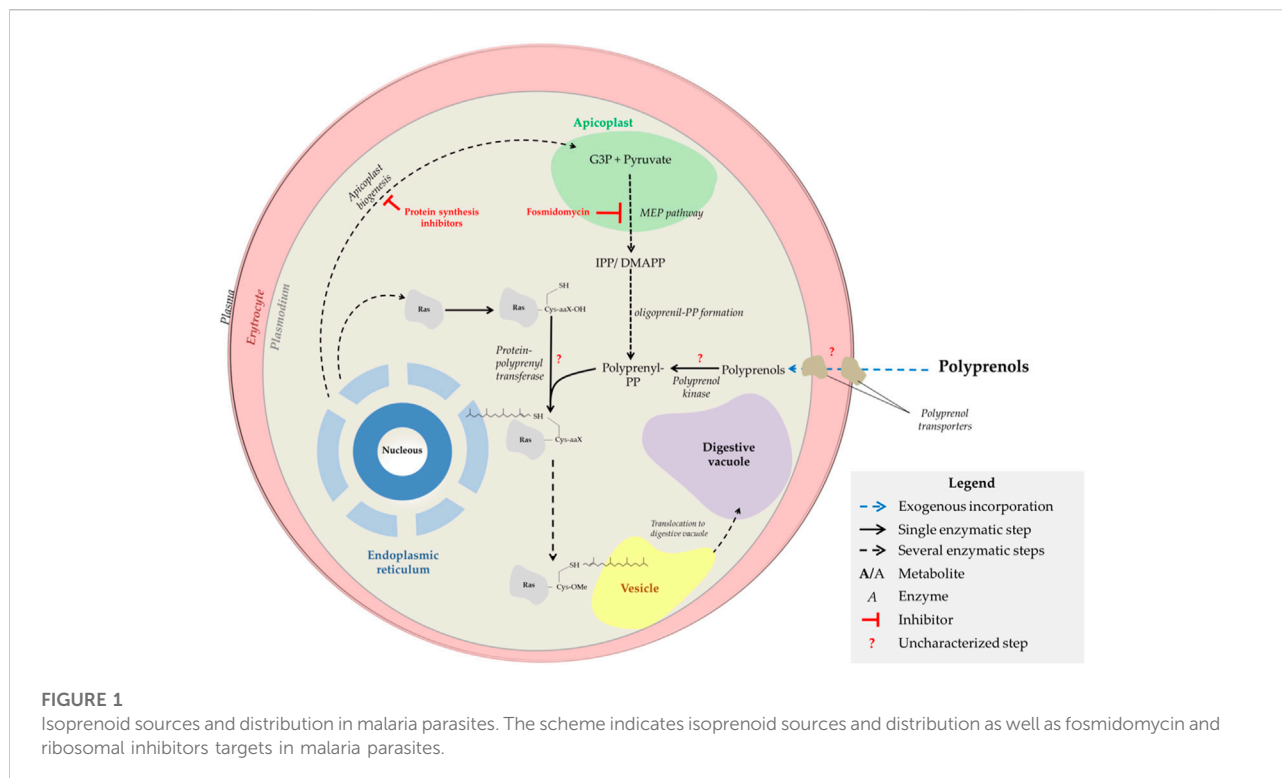 Apicoplast
G3P + Pyruvate
Apicoplast
biogenesis
Protein synthesis
inhibitors
Fosmidomycin
MEP pathway
IPP/ DMAPP
Plasma
Erytrocyte
Plasmodium
Ras
Ras
SH
Cys-aaX-OH
oligoprenil-PP formation
Protein-
polyprenyl
transferase
?
Polyprenyl-
PP
?
Polyprenol
kinase
Polyprenols
?
Polyprenols
Polyprenol
transporters
SH
Ras
Cys-aaX
Nucleous
Endoplasmic
reticulum
Digestive
vacuole
Translocation to
digestive vacuole
SH
Ras
Cys-OMe
Vesicle
Legend
Exogenous incorporation
Single enzymatic step
Several enzymatic steps
A/A Metabolite
A Enzyme
Inhibitor
? Uncharacterized step
FIGURE 1
Isoprenoid sources and distribution in malaria parasites. The scheme indicates isoprenoid sources and distribution as well as fosmidomycin and
ribosomal inhibitors targets in malaria parasites.